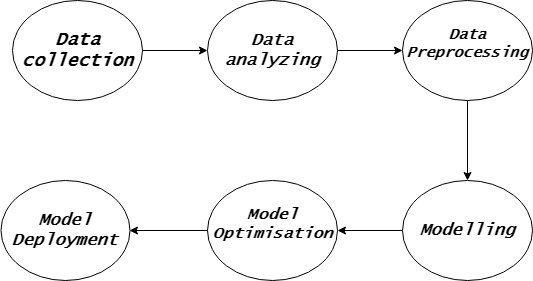 Data
collection
Data
analyzing
Data
Preprocessing
Modelling
Model
Optimisation
Model
Deployment